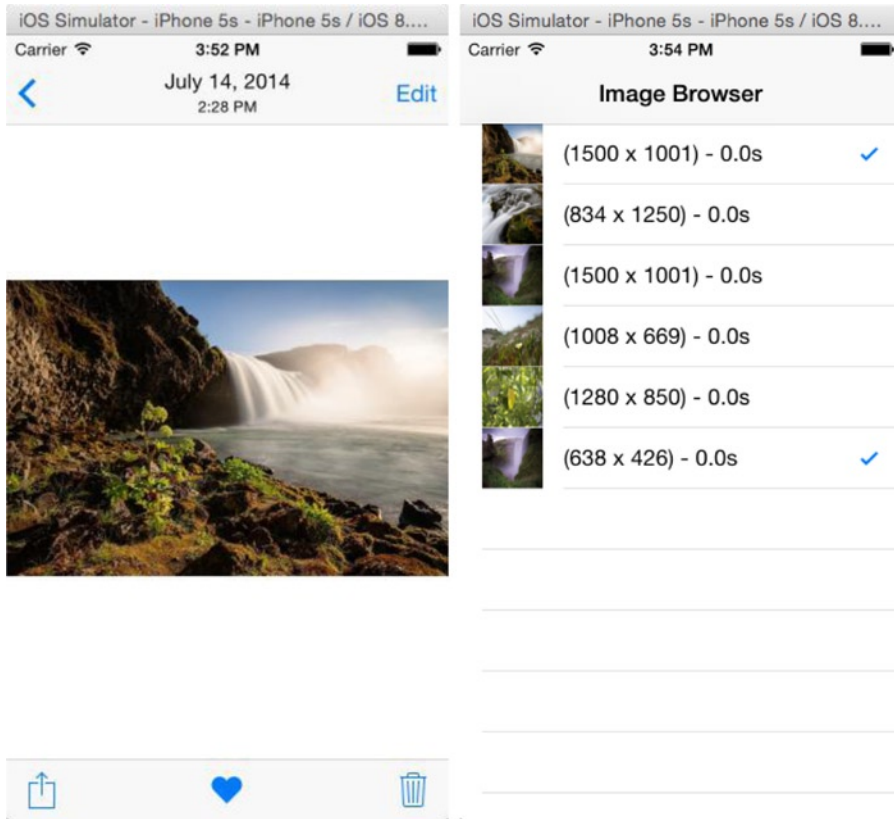 iOS Simulator - iPhone 5s - iPhone 5s / iOS 8....
Carrier 3:52 PM
July 14, 2014
2:28 PM
Edit
iOS Simulator - iPhone 5s - iPhone 5s / iOS 8....
Carrier 3:54 PM
Image Browser
(1500 x 1001) - 0.0s
(834 x 1250) - 0.0s
(1500 x 1001) - 0.0s
(1008 x 669) - 0.0s
(1280 x 850) - 0.0s
(638 x 426) - 0.0s